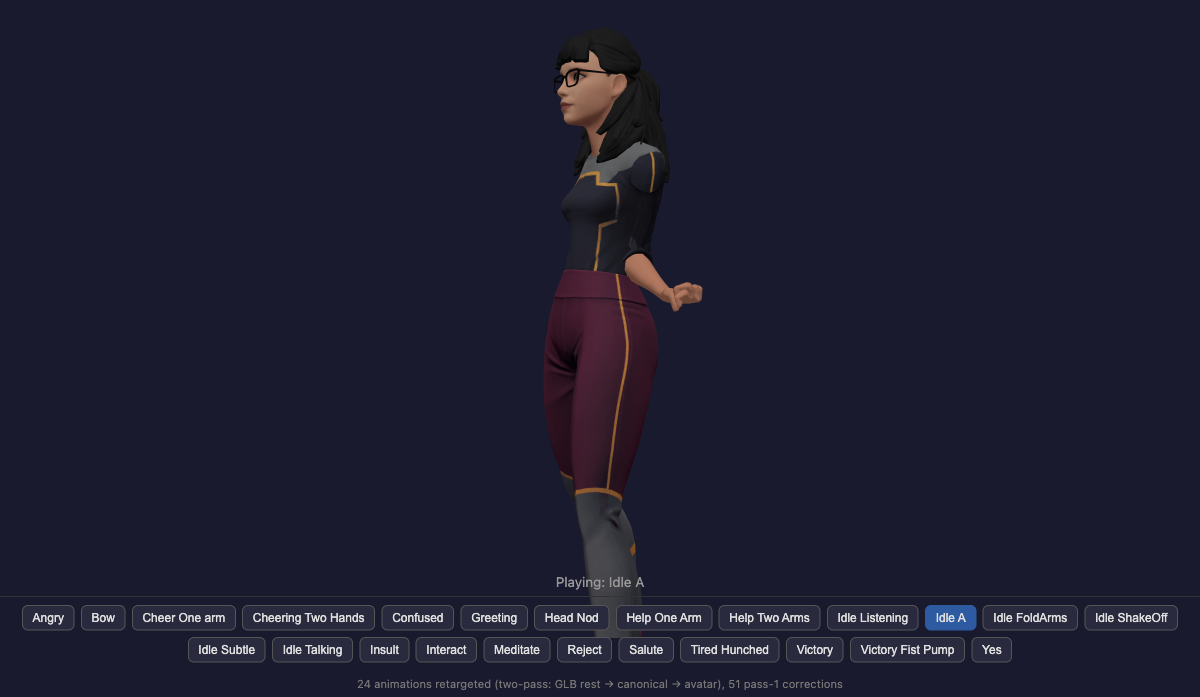 Playing: Idle A
Angry Bow Cheer One arm Cheering Two Hands Confused Greeting Head Nod Help One Arm Help Two Arms Idle Listening Idle A Idle FoldArms Idle ShakeOff
Idle Subtle Idle Talking Insult Interact Meditate Reject Salute Tired Hunched Victory Victory Fist Pump Yes
24 animations retargeted (two-pass: GLB rest → canonical → avatar), 51 pass-1 corrections